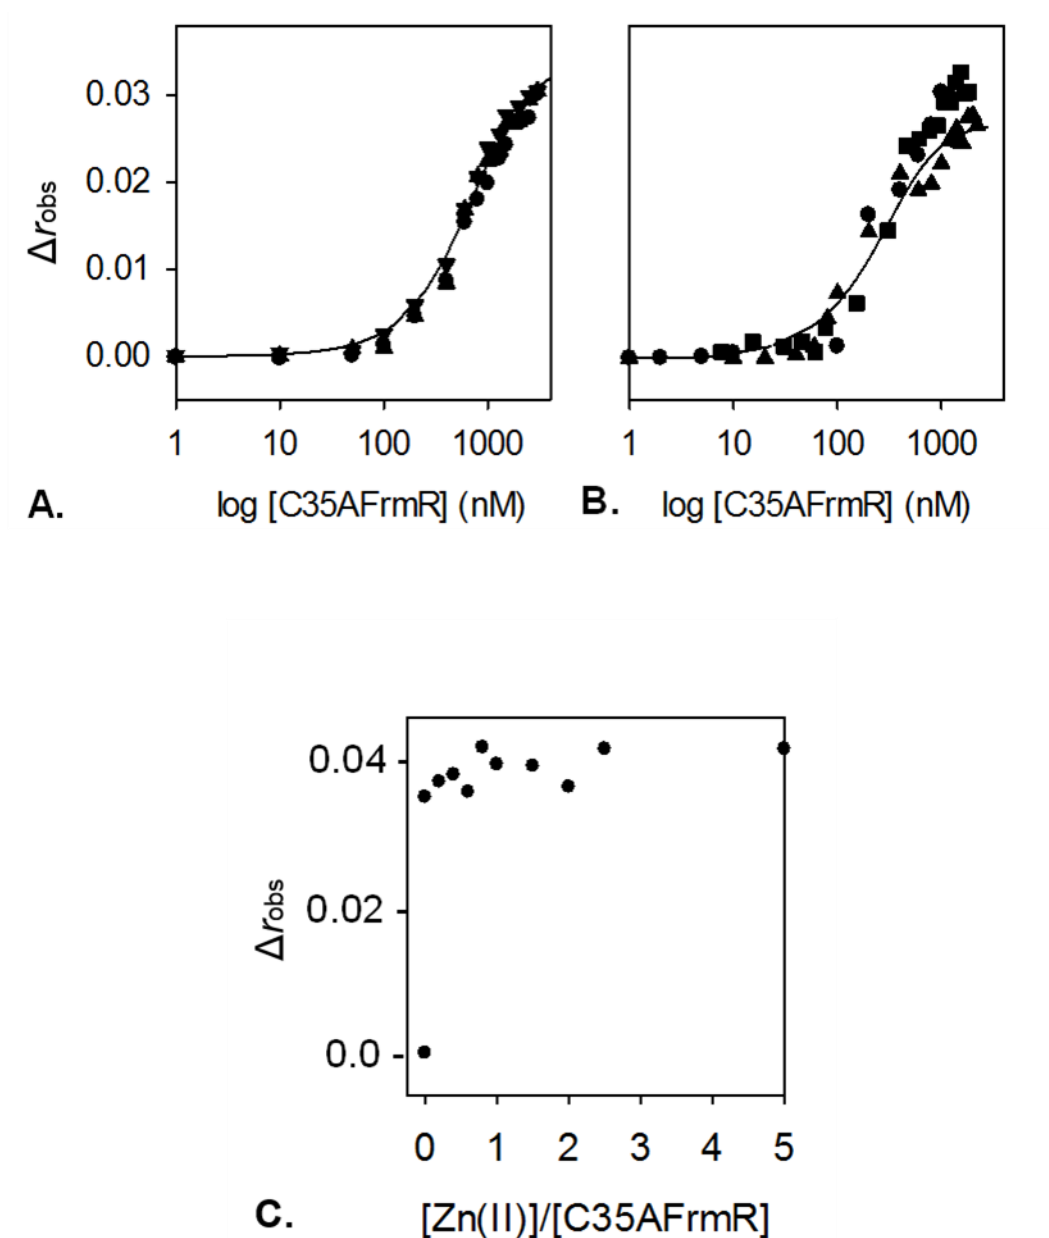 0.03
0.02
0.01
0.00
Δrobs
1 10 100 1000
1 10 100 1000
A. log [C35AFrmR] (nM)
B. log [C35AFrmR] (nM)
0.04
0.02
0.0
Δrobs
0 1 2 3 4 5
C. [Zn(II)]/[C35AFrmR]